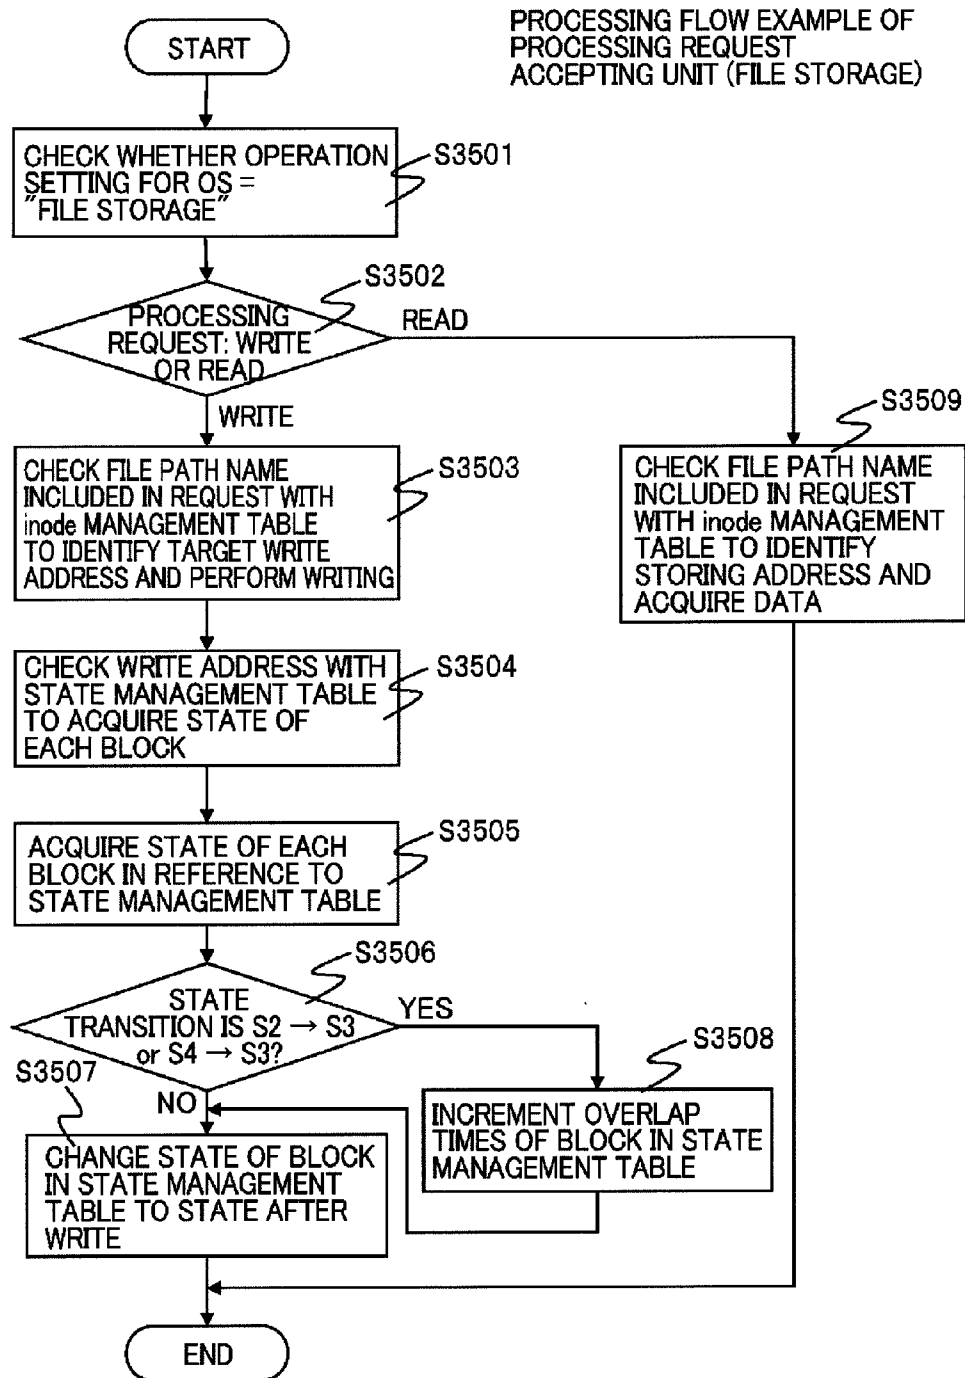 PROCESSING FLOW EXAMPLE OF
PROCESSING REQUEST
ACCEPTING UNIT (FILE STORAGE)
START
CHECK WHETHER OPERATION
SETTING FOR OS =
"FILE STORAGE"
S3501
PROCESSING
REQUEST: WRITE
OR READ
S3502
READ
WRITE
CHECK FILE PATH NAME
INCLUDED IN REQUEST WITH
inode MANAGEMENT TABLE
TO IDENTIFY TARGET WRITE
ADDRESS AND PERFORM WRITING
S3503
CHECK FILE PATH NAME
INCLUDED IN REQUEST
WITH inode MANAGEMENT
TABLE TO IDENTIFY
STORING ADDRESS AND
ACQUIRE DATA
S3509
CHECK WRITE ADDRESS WITH
STATE MANAGEMENT TABLE
TO ACQUIRE STATE OF
EACH BLOCK
S3504
ACQUIRE STATE OF EACH
BLOCK IN REFERENCE TO
STATE MANAGEMENT TABLE
S3505
STATE
TRANSITION IS S2 → S3
or S4 → S3?
S3506
YES
NO
S3507
CHANGE STATE OF BLOCK
IN STATE MANAGEMENT
TABLE TO STATE AFTER
WRITE
S3508
INCREMENT OVERLAP
TIMES OF BLOCK IN STATE
MANAGEMENT TABLE
END